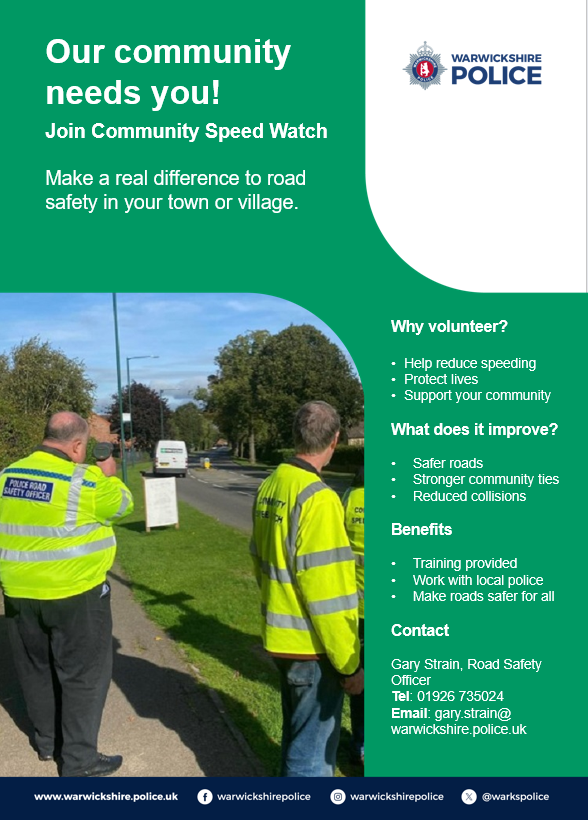 Our community
needs you!
Join Community Speed Watch
Make a real difference to road
safety in your town or village.
WARWICKSHIRE
POLICE
POLICE ROAD
SAFETY OFFICER
Why volunteer?
• Help reduce speeding
• Protect lives
• Support your community
What does it improve?
• Safer roads
• Stronger community ties
• Reduced collisions
Benefits
• Training provided
• Work with local police
• Make roads safer for all
Contact
Gary Strain, Road Safety
Officer
Tel: 01926 735024
Email: gary.strain@
warwickshire.police.uk
www.warwickshire.police.uk
warwickshirepolice
warwickshirepolice
@warkspolice